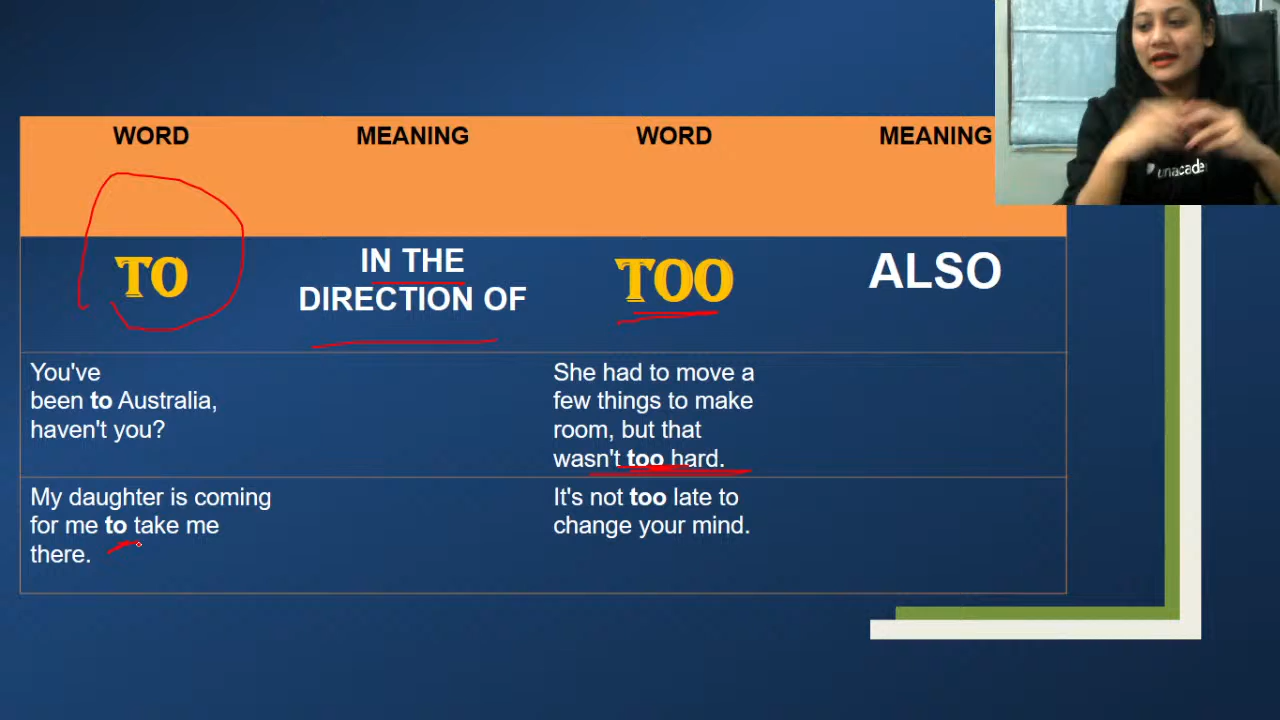 WORD MEANING WORD MEANING
TO
IN THE
DIRECTION OF
TOO
ALSO
You've
been to Australia,
haven't you?
She had to move a
few things to make
room, but that
wasn't too hard.
My daughter is coming
for me to take me
there.
It's not too late to
change your mind.